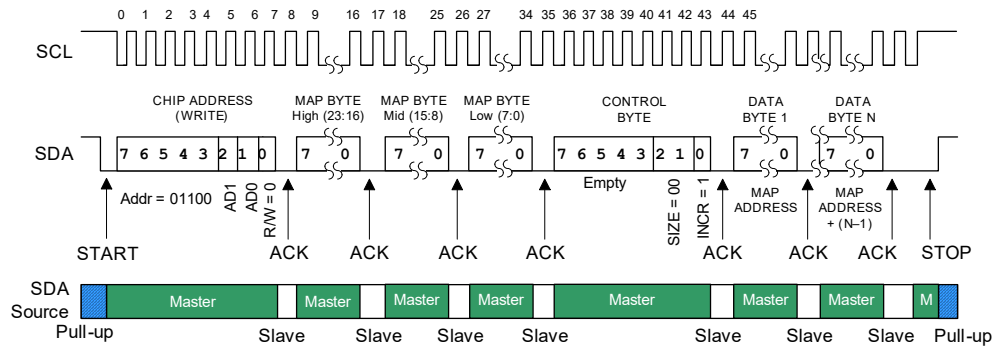 0 1 2 3 4 5 6 7 8 9 16 17 18 25 26 27 34 35 36 37 38 39 40 41 42 43 44 45
SCL
CHIP ADDRESS
(WRITE)
MAP BYTE
High (23:16)
MAP BYTE
Mid (15:8)
MAP BYTE
Low (7:0)
CONTROL
BYTE
DATA
BYTE 1
DATA
BYTE N
SDA
7 6 5 4 3 2 1 0 7 0 7 0 7 0 7 6 5 4 3 2 1 0 7 0 7 0
Addr = 01100
AD1
AD0
R/W = 0
Empty
SIZE = 00
INCR = 1
MAP
ADDRESS
MAP
ADDRESS
+ (N–1)
START ACK ACK ACK ACK ACK ACK ACK STOP
SDA
Source
Master Master Master Master Master Master Master M
Pull-up Slave Slave Slave Slave Slave Slave Slave Pull-up